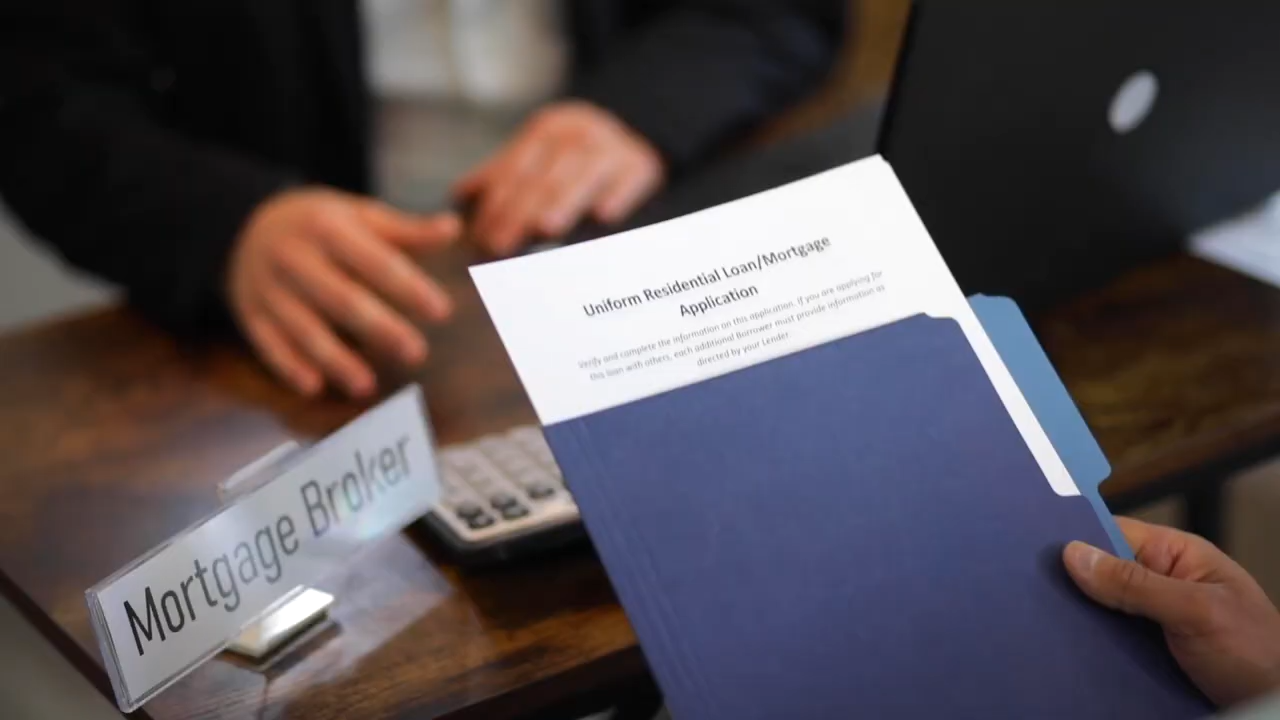 Uniform Residential Loan/Mortgage
Application
Verify and complete the information on this application. If you are applying for
this loan with others, each additional Borrower must provide information as
directed by your Lender.
Mortgage Broker